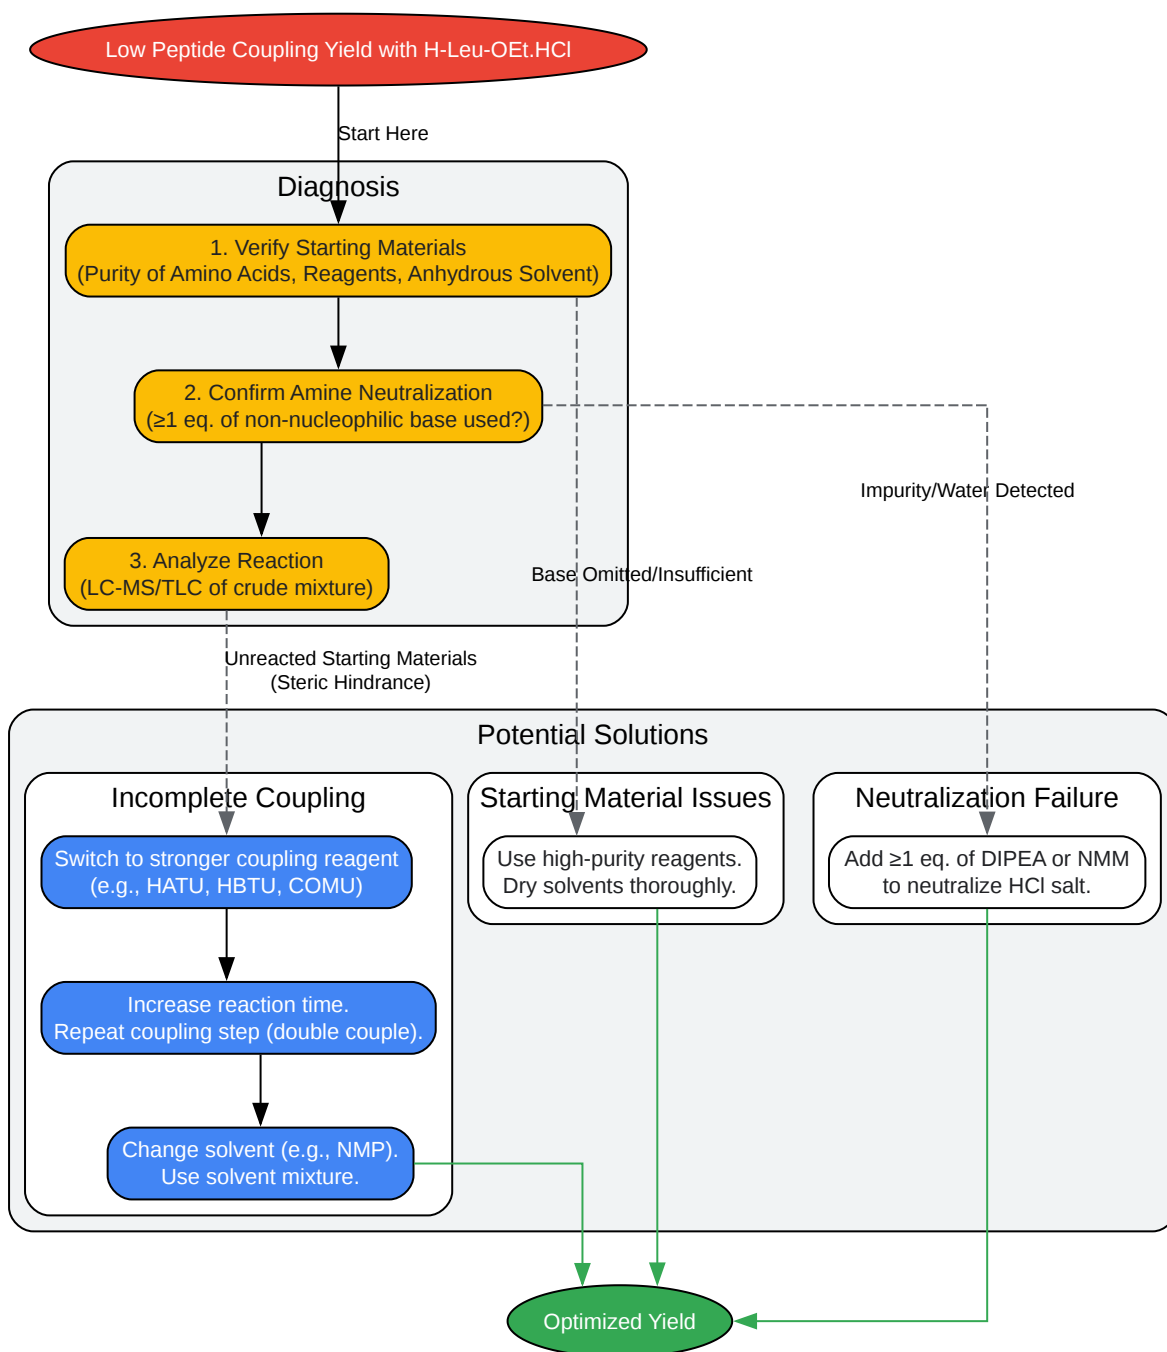 Low Peptide Coupling Yield with H-Leu-OEt.HCl
Start Here
Diagnosis
1. Verify Starting Materials
(Purity of Amino Acids, Reagents, Anhydrous Solvent)
2. Confirm Amine Neutralization
(≥1 eq. of non-nucleophilic base used?)
Impurity/Water Detected
3. Analyze Reaction
(LC-MS/TLC of crude mixture)
Base Omitted/Insufficient
Unreacted Starting Materials
(Steric Hindrance)
Potential Solutions
Incomplete Coupling
Switch to stronger coupling reagent
(e.g., HATU, HBTU, COMU)
Increase reaction time.
Repeat coupling step (double couple).
Change solvent (e.g., NMP).
Use solvent mixture.
Starting Material Issues
Use high-purity reagents.
Dry solvents thoroughly.
Neutralization Failure
Add ≥1 eq. of DIPEA or NMM
to neutralize HCl salt.
Optimized Yield